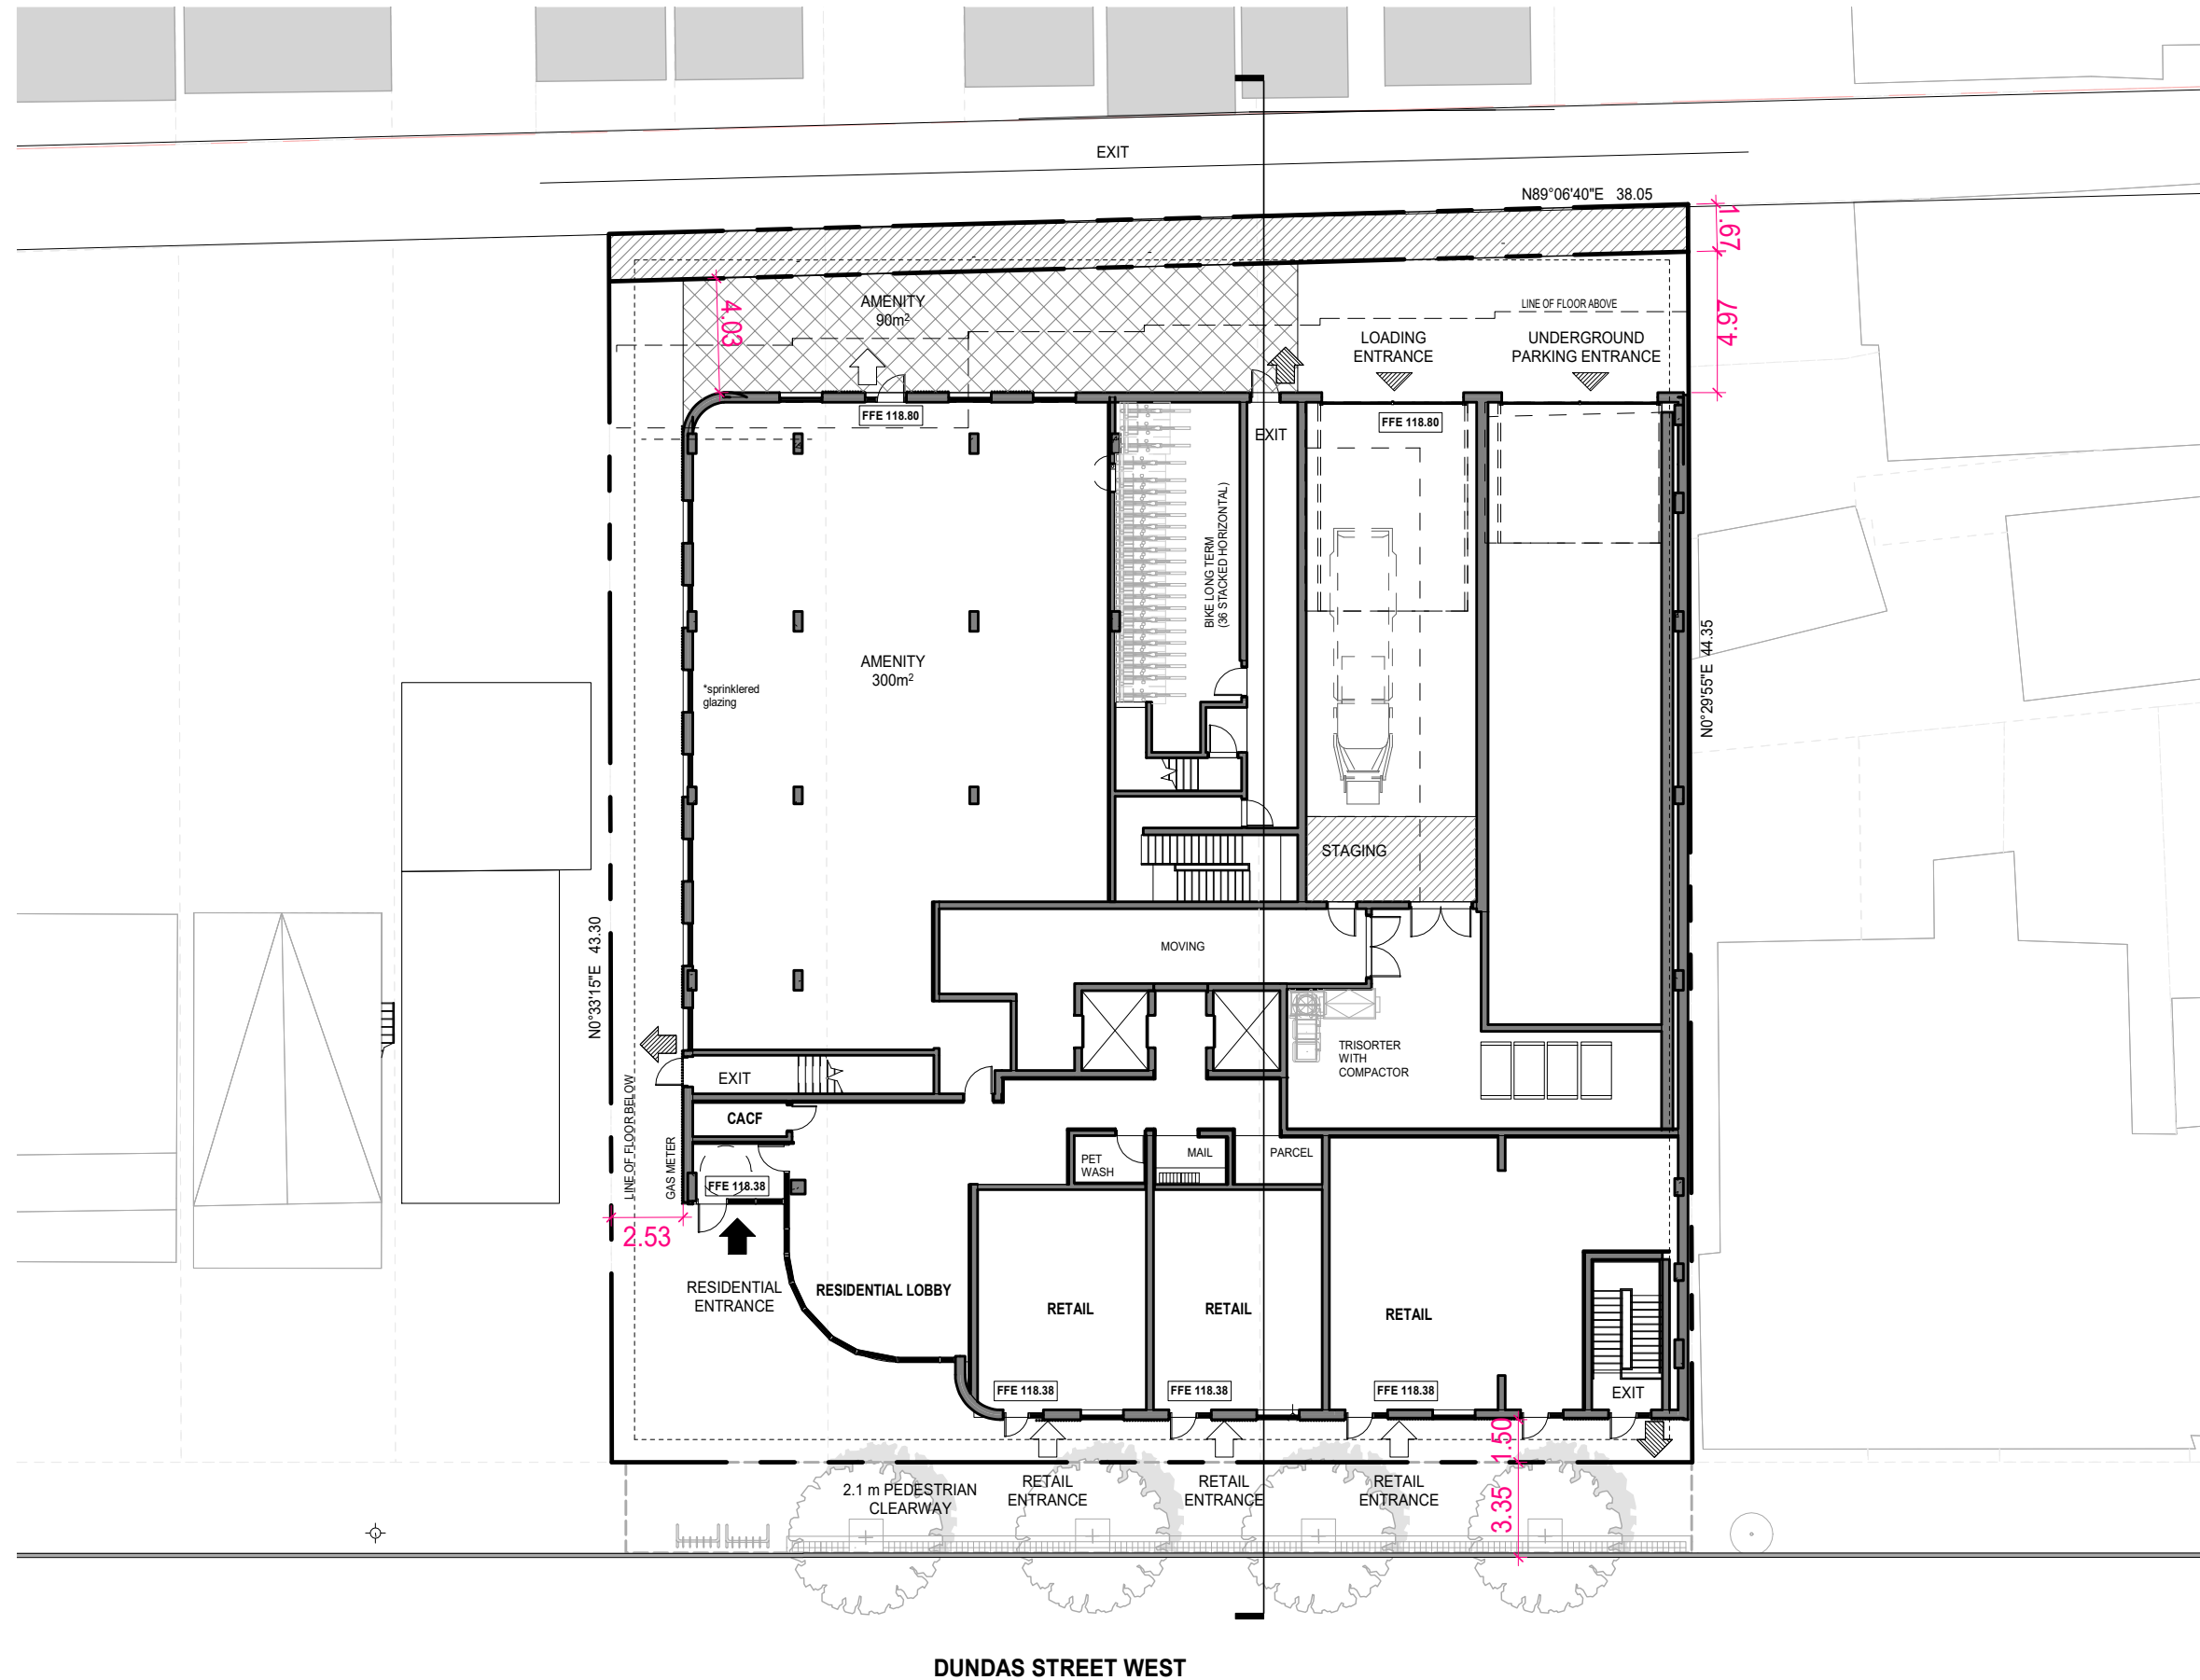 EXIT
N89°06'40"E 38.05
1.67
AMENITY
90m²
4.03
LINE OF FLOOR ABOVE
4.97
LOADING
ENTRANCE
UNDERGROUND
PARKING ENTRANCE
FFE 118.80
FFE 118.80
EXIT
BIKE LONG TERM
(36 STACKED HORIZONTAL)
AMENITY
300m²
*sprinklered
glazing
N0°29'55"E 44.35
STAGING
N0°33'15"E 43.30
MOVING
TRISORTER
WITH
COMPACTOR
EXIT
LINE OF FLOOR BELOW
GAS METER
CACF
PET
WASH
MAIL
PARCEL
FFE 118.38
2.53
RESIDENTIAL
ENTRANCE
RESIDENTIAL LOBBY
RETAIL
RETAIL
RETAIL
FFE 118.38
FFE 118.38
FFE 118.38
EXIT
1.50
2.1 m PEDESTRIAN
CLEARWAY
RETAIL
ENTRANCE
RETAIL
ENTRANCE
RETAIL
ENTRANCE
3.35
DUNDAS STREET WEST